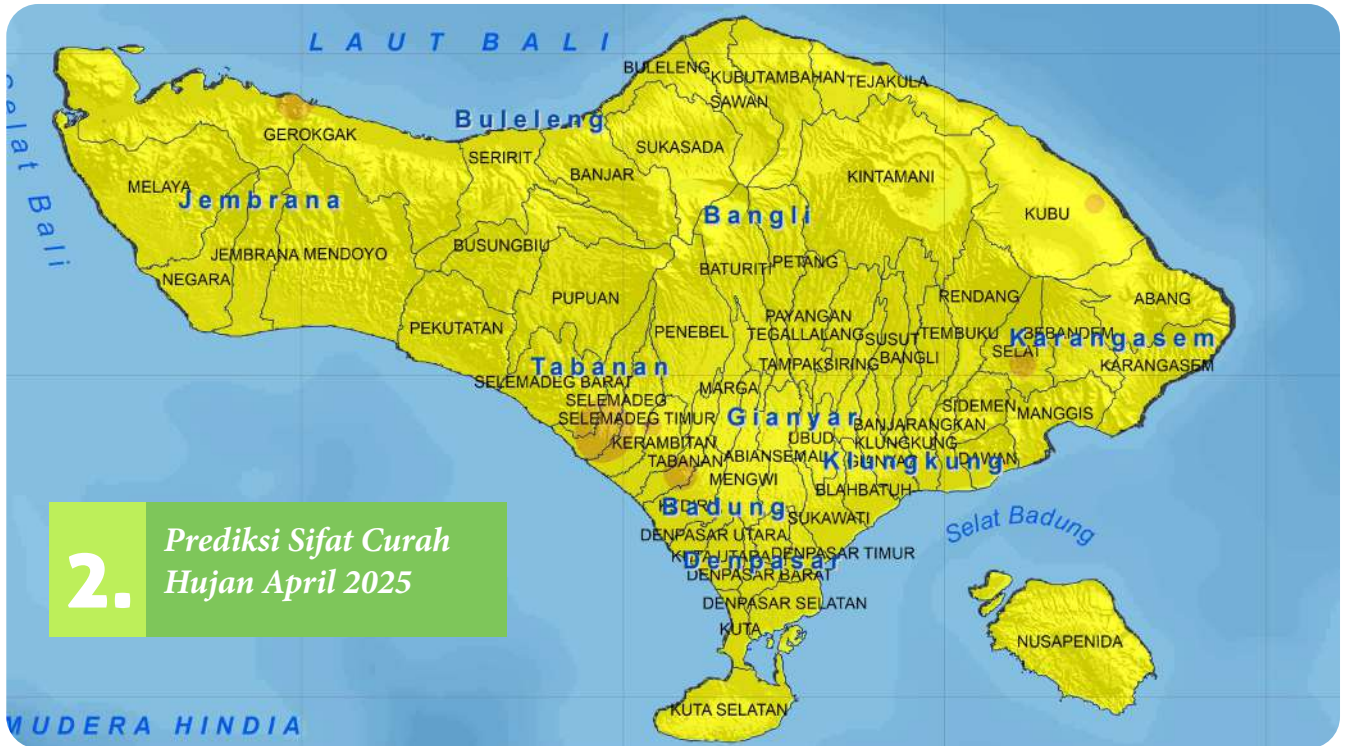 LAUT BALI
Selat Bali
BULELENG
KUBUTAMBAHAN
TEJAKULA
SAWAN
Buleleng
GEROKGAK
SERIRIT
SUKASADA
BANJAR
KINTAMANI
MELAYA
Jembrana
Bangli
KUBU
JEMBRANA
MENDOYO
BUSUNGBIU
BATURITI
PETANG
NEGARA
PUPUAN
RENDANG
ABANG
PEKUTATAN
PENEBEL
PAYANGAN
TEGALLALANG
SUSUT
TEMBUKU
BEBANDEM
Karangasem
SELAT
BANGLI
TAMPAKSIRING
KARANGASEM
Tabanan
SELEMADEG BARAT
MARGA
SELEMADEG
SELEMADEG TIMUR
Gianyar
SIDEMEN
MANGGIS
BANJARANGKAN
KERAMBITAN
UBUD
KLUNGKUNG
TABANAN
ABIANSEMAL
Klungkung
DAWAN
MENGWI
BLAHBATUH
Badung
SUKAWATI
DENPASAR UTARA
KUTA UTARA
DENPASAR TIMUR
Denpasar
DENPASAR BARAT
DENPASAR SELATAN
KUTA
Selat Badung
NUSAPENIDA
KUTA SELATAN
MUDERA HINDIA
2.
Prediksi Sifat Curah
Hujan April 2025